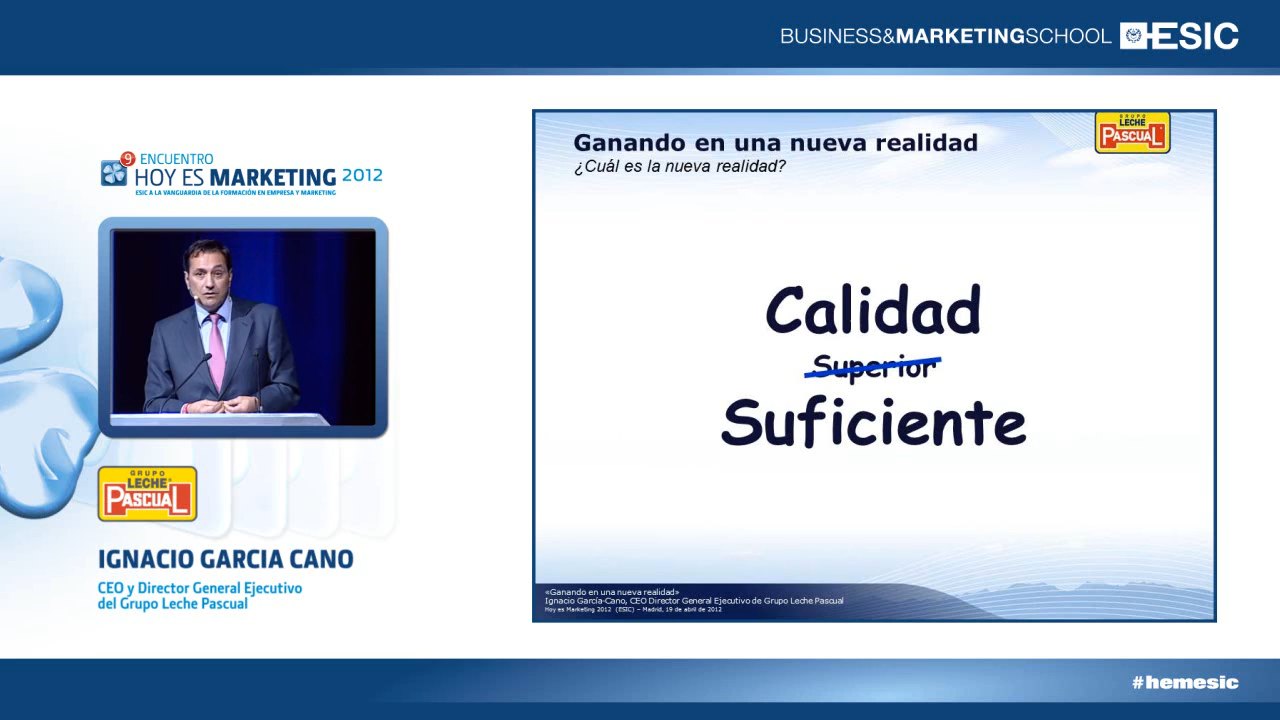 BUSINESS&MARKETINGSCHOOL ESIC
9 ENCUENTRO
HOY ES MARKETING 2012
ESIC A LA VANGUARDIA DE LA FORMACIÓN EN EMPRESA Y MARKETING
GRUPO
LECHE
PASCUAL
IGNACIO GARCIA CANO
CEO y Director General Ejecutivo
del Grupo Leche Pascual
Ganando en una nueva realidad
¿Cuál es la nueva realidad?
GRUPO
LECHE
PASCUAL
Calidad
Superior
Suficiente
«Ganando en una nueva realidad»
Ignacio García-Cano, CEO Director General Ejecutivo de Grupo Leche Pascual
Hoy es Marketing 2012 (ESIC) – Madrid, 19 de abril de 2012
#hemesic